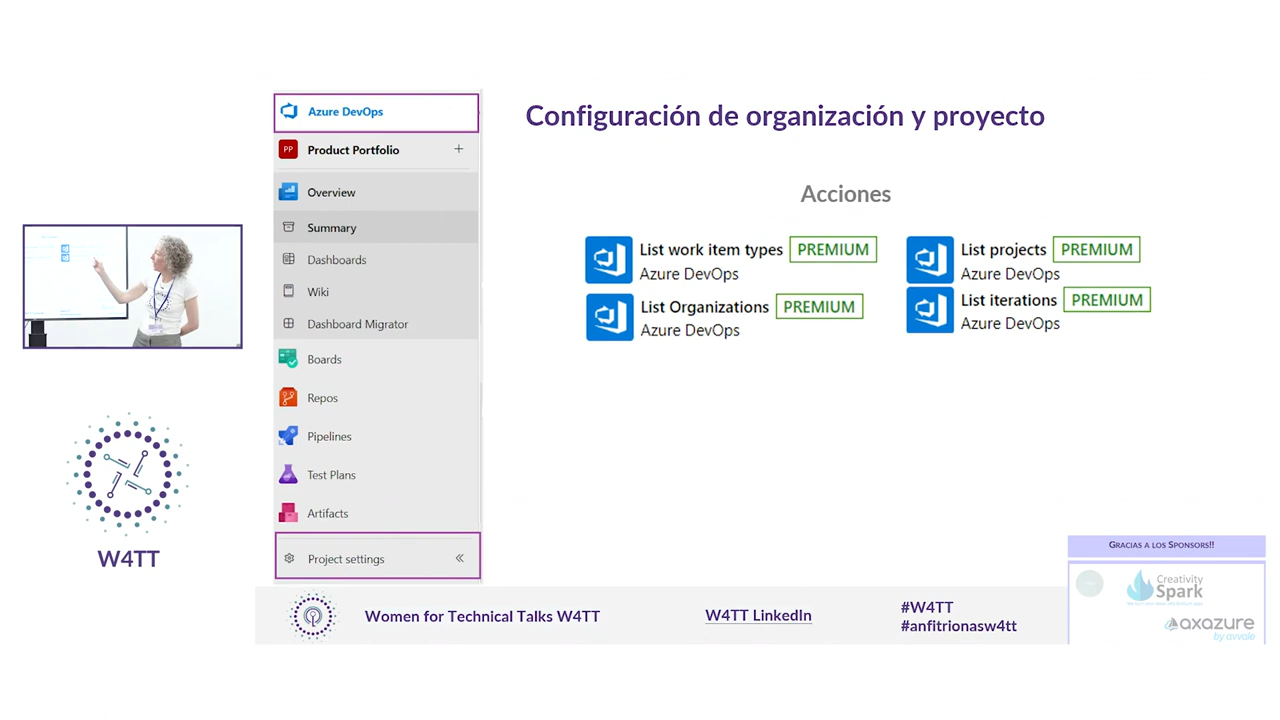 Azure DevOps
PP Product Portfolio +
Overview
Summary
Dashboards
Wiki
Dashboard Migrator
Boards
Repos
Pipelines
Test Plans
Artifacts
Project settings
Configuración de organización y proyecto
Acciones
List work item types PREMIUM
Azure DevOps
List Organizations PREMIUM
Azure DevOps
List projects PREMIUM
Azure DevOps
List iterations PREMIUM
Azure DevOps
W4TT
Women for Technical Talks W4TT
W4TT LinkedIn
#W4TT
#anfitrionasw4tt
GRACIAS A LOS SPONSORS!!
Creativity
Spark
axazure
by avvale